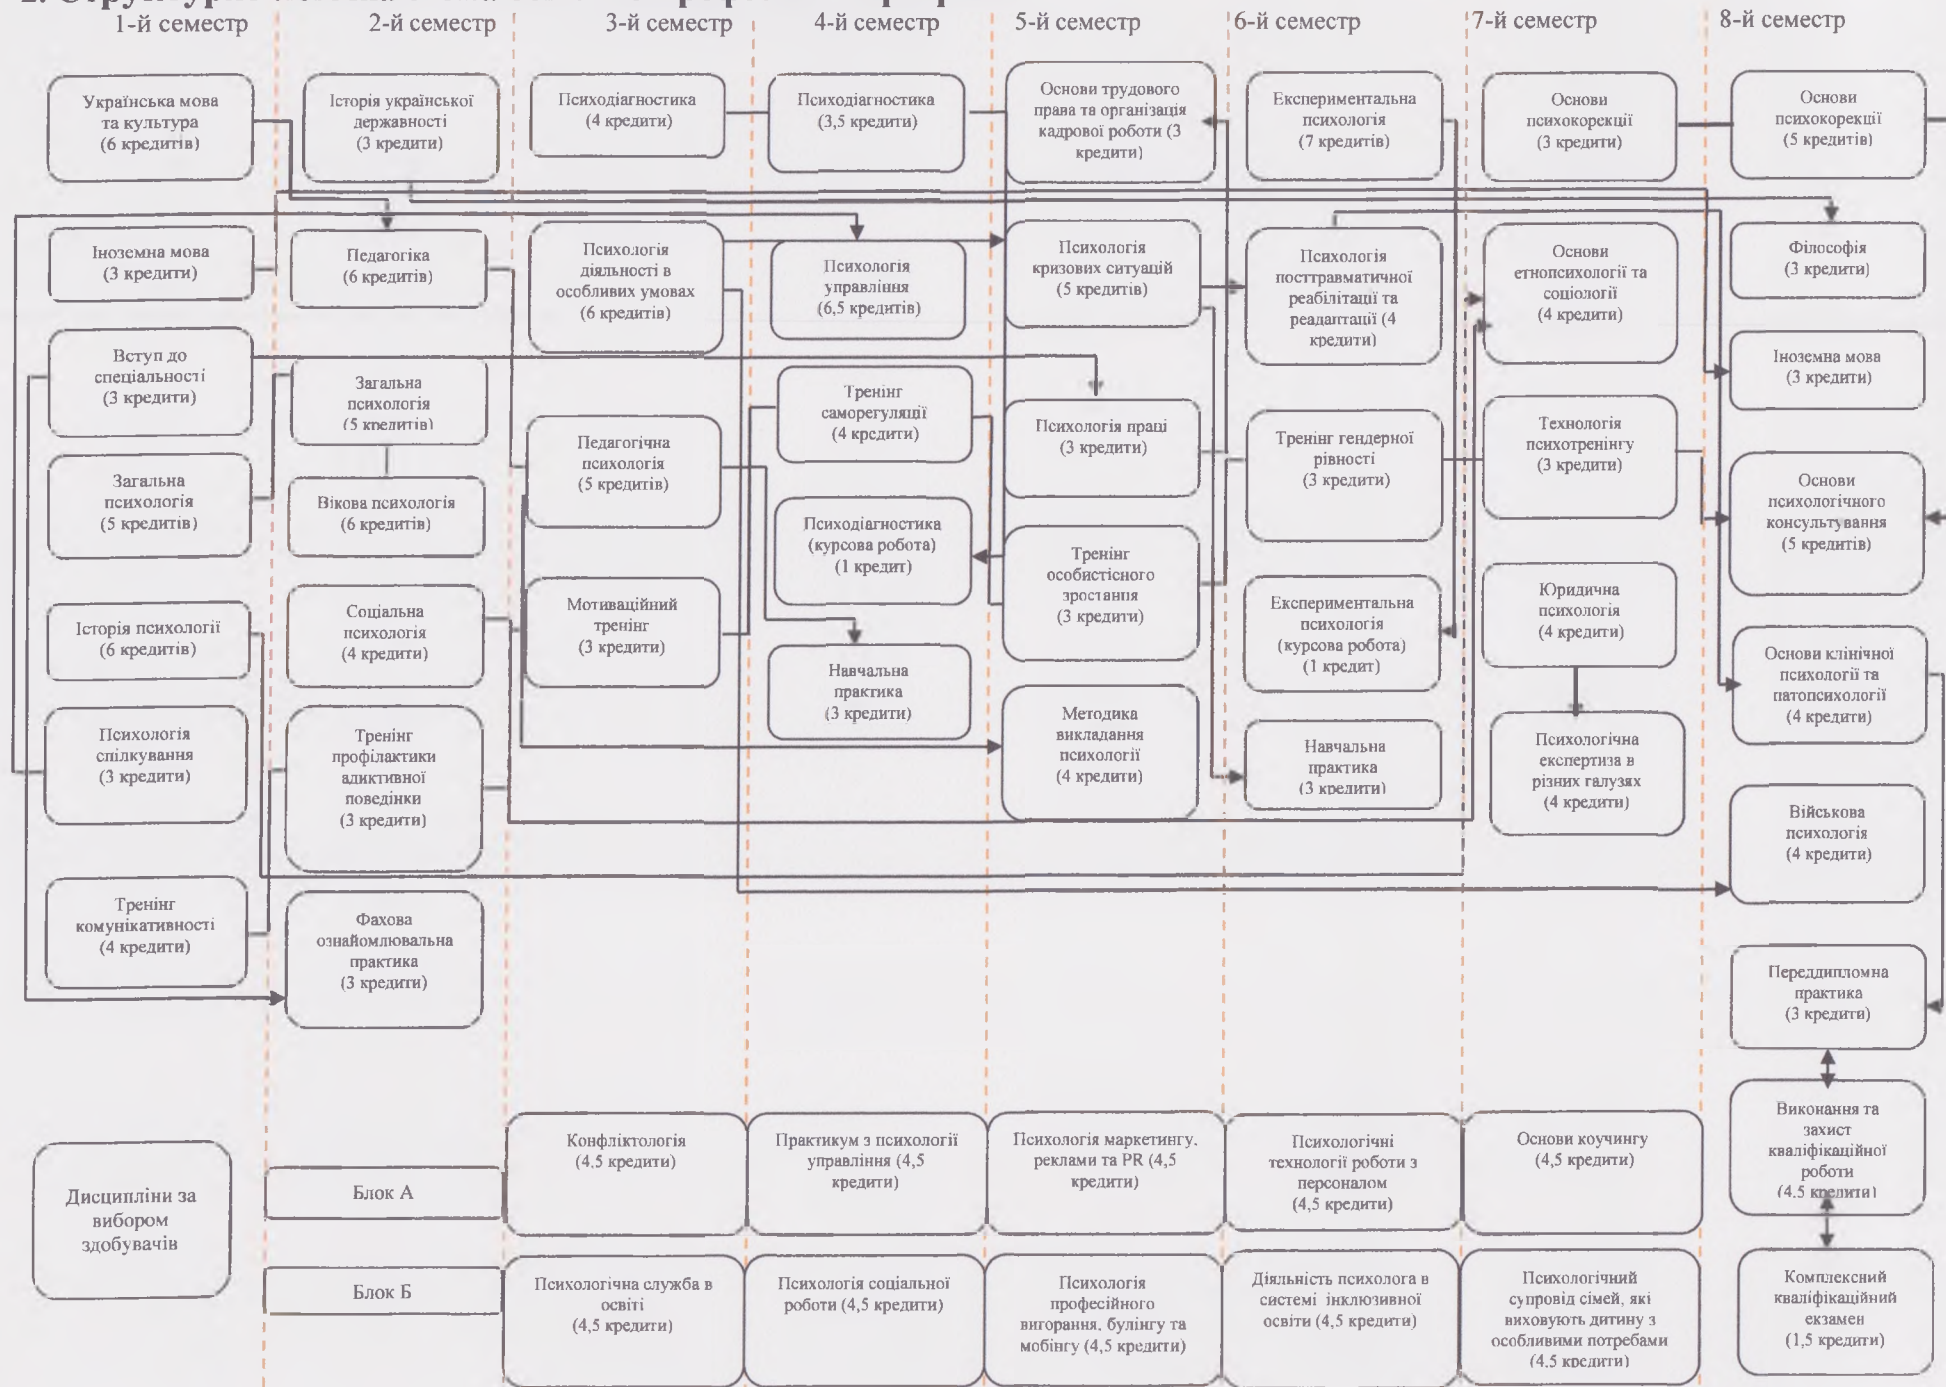 1-й семестр
2-й семестр
3-й семестр
4-й семестр
5-й семестр
6-й семестр
7-й семестр
8-й семестр
Українська мова
та культура
(6 кредитів)
Історія української
державності
(3 кредити)
Психодіагностика
(4 кредити)
Психодіагностика
(3,5 кредити)
Основи трудового
права та організація
кадрової роботи (3
кредити)
Експериментальна
психологія
(7 кредитів)
Основи
психокорекції
(3 кредити)
Основи
психокорекції
(5 кредитів)
Іноземна мова
(3 кредити)
Педагогіка
(6 кредитів)
Психологія
діяльності в
особливих умовах
(6 кредитів)
Психологія
управління
(6,5 кредитів)
Психологія
кризових ситуацій
(5 кредитів)
Психологія
посттравматичної
реабілітації та
реадаптації (4
кредити)
Основи
етнопсихології та
соціології
(4 кредити)
Філософія
(3 кредити)
Вступ до
спеціальності
(3 кредити)
Загальна
психологія
(5 кредитів)
Тренінг
саморегуляції
(4 кредити)
Психологія праці
(3 кредити)
Тренінг гендерної
рівності
(3 кредити)
Технологія
психотренінгу
(3 кредити)
Іноземна мова
(3 кредити)
Загальна
психологія
(5 кредитів)
Вікова психологія
(6 кредитів)
Педагогічна
психологія
(5 кредитів)
Психодіагностика
(курсова робота)
(1 кредит)
Тренінг
особистісного
зростання
(3 кредити)
Експериментальна
психологія
(курсова робота)
(1 кредит)
Юридична
психологія
(4 кредити)
Основи
психологічного
консультування
(5 кредитів)
Історія психології
(6 кредитів)
Соціальна
психологія
(4 кредити)
Мотиваційний
тренінг
(3 кредити)
Навчальна
практика
(3 кредити)
Методика
викладання
психології
(4 кредити)
Навчальна
практика
(3 кредити)
Психологічна
експертиза в
різних галузях
(4 кредити)
Основи клінічної
психології та
патопсихології
(4 кредити)
Психологія
спілкування
(3 кредити)
Тренінг
профілактики
адиктивної
поведінки
(3 кредити)
Військова
психологія
(4 кредити)
Тренінг
комунікативності
(4 кредити)
Фахова
ознайомлювальна
практика
(3 кредити)
Переддипломна
практика
(3 кредити)
Виконання та
захист
кваліфікаційної
роботи
(4.5 кредити)
Комплексний
кваліфікаційний
екзамен
(1,5 кредити)
Дисципліни за
вибором
здобувачів
Блок А
Конфліктологія
(4.5 кредити)
Практикум з психології
управління (4,5
кредити)
Психологія маркетингу.
реклами та PR (4,5
кредити)
Психологічні
технології роботи з
персоналом
(4,5 кредити)
Основи коучингу
(4,5 кредити)
Блок Б
Психологічна служба в
освіті
(4,5 кредити)
Психологія соціальної
роботи (4,5 кредити)
Психологія
професійного
вигорання. булінгу та
мобінгу (4,5 кредити)
Діяльність психолога в
системі інклюзивної
освіти (4,5 кредити)
Психологічний
супровід сімей, які
виховують дитину з
особливими потребами
(4.5 кредити)